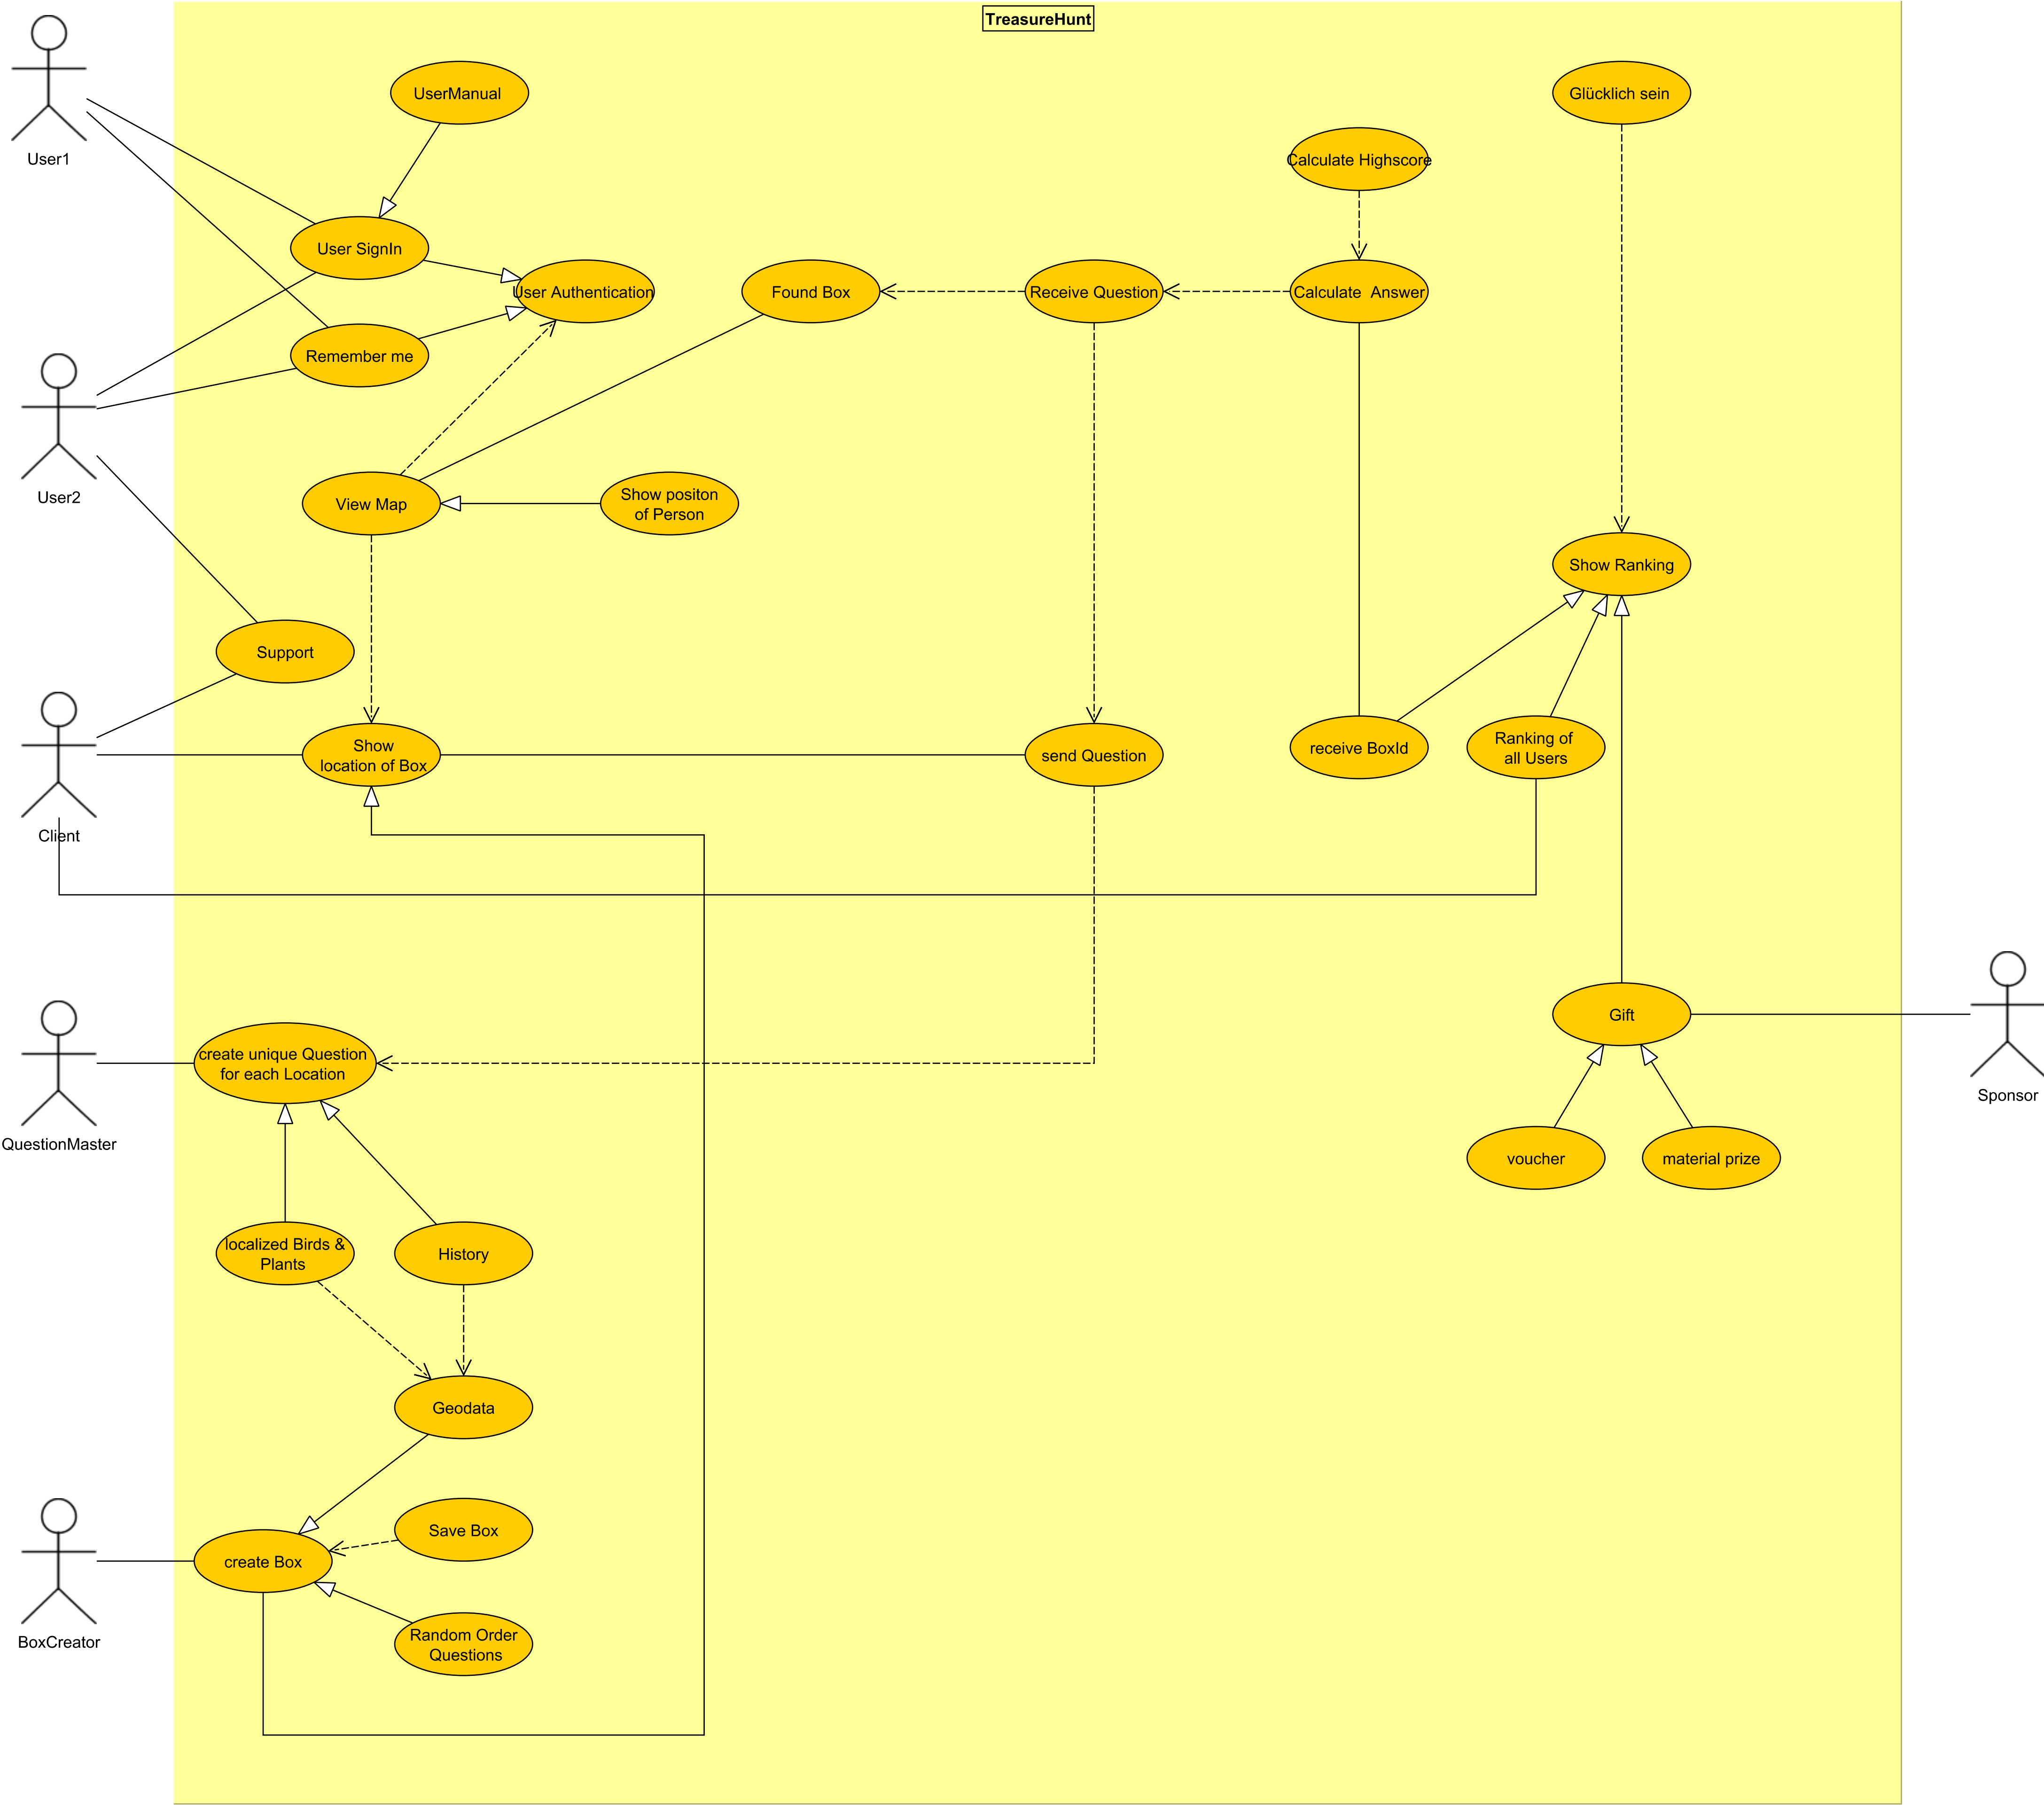 TreasureHunt
User1
UserManual
Glücklich sein
Calculate Highscore
User SignIn
User Authentication
Found Box
Receive Question
Calculate  Answer
Remember me
User2
View Map
Show positon
of Person
Show Ranking
Support
Client
Show
location of Box
send Question
receive BoxId
Ranking of
all Users
QuestionMaster
create unique Question
for each Location
Gift
Sponsor
voucher
material prize
localized Birds &
Plants
History
Geodata
BoxCreator
create Box
Save Box
Random Order
Questions